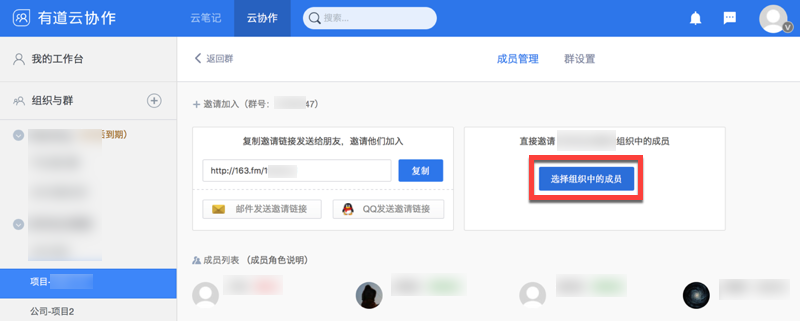 有道云协作
云笔记
云协作
搜索...
我的工作台
返回群
成员管理
群设置
组织与群
邀请加入（群号：
47）
后到期）
复制邀请链接发送给朋友，邀请他们加入
直接邀请
组织中的成员
http://163.fm/1
复制
选择组织中的成员
邮件发送邀请链接
QQ发送邀请链接
成员列表 （成员角色说明）
项目-
公司-项目2